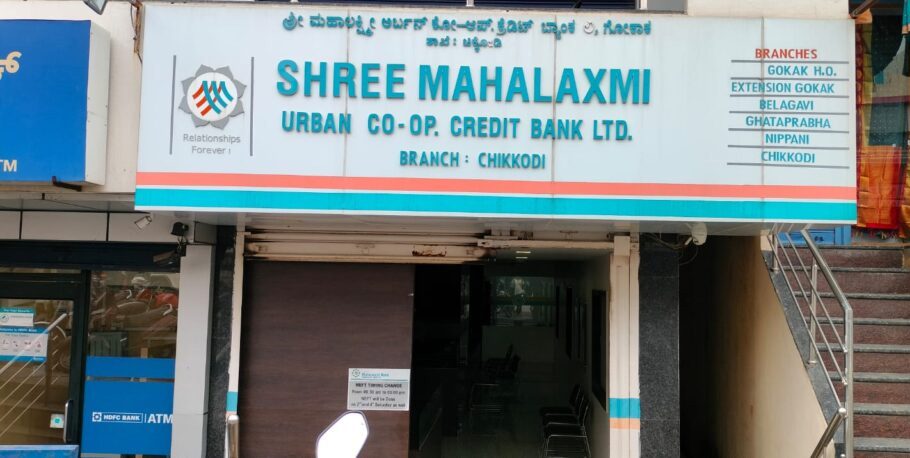 ಶ್ರೀ ಮಹಾಲಕ್ಷ್ಮೀ ಅರ್ಬನ್ ಕೋ-ಆಪ್. ಕ್ರೆಡಿಟ್ ಬ್ಯಾಂಕ ಲಿ, ಗೋಕಾಕ
ಶಾಖೆ : ಚಿಕ್ಕೋಡಿ
SHREE MAHALAXMI
URBAN CO-OP. CREDIT BANK LTD.
BRANCH : CHIKKODI
Relationships
Forever !
BRANCHES
GOKAK H.O.
EXTENSION GOKAK
BELAGAVI
GHATAPRABHA
NIPPANI
CHIKKODI
TM
NEFT TIMING CHANGE
HDFC BANK ATM